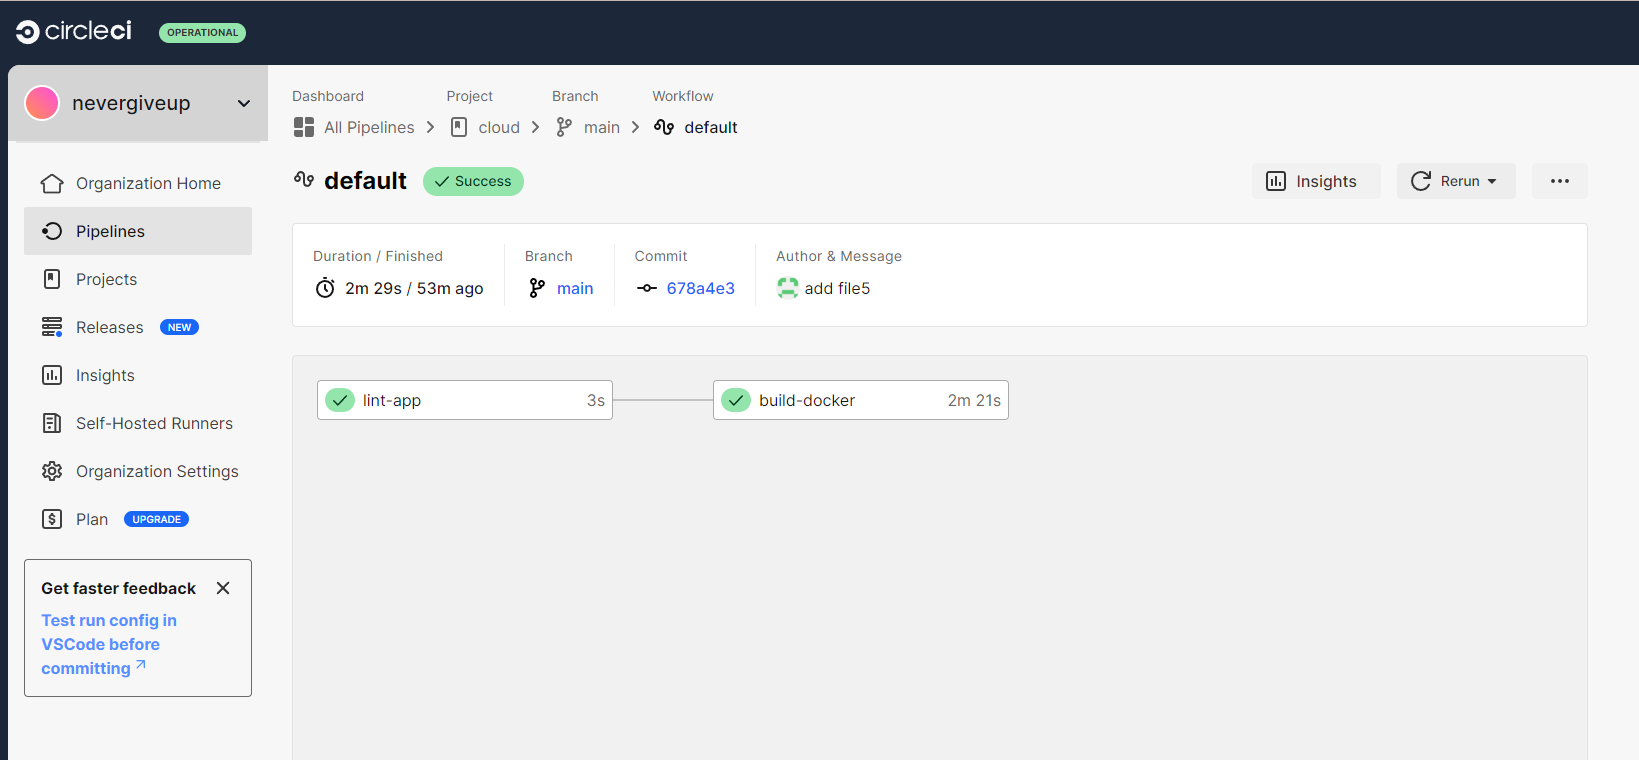 circleci OPERATIONAL
nevergiveup
Organization Home
Pipelines
Projects
Releases NEW
Insights
Self-Hosted Runners
Organization Settings
Plan UPGRADE
Get faster feedback
Test run config in
VSCode before
committing
Dashboard Project Branch Workflow
All Pipelines cloud main default
default Success Insights Rerun
Duration / Finished Branch Commit Author & Message
2m 29s / 53m ago main 678a4e3 add file5
lint-app 3s build-docker 2m 21s